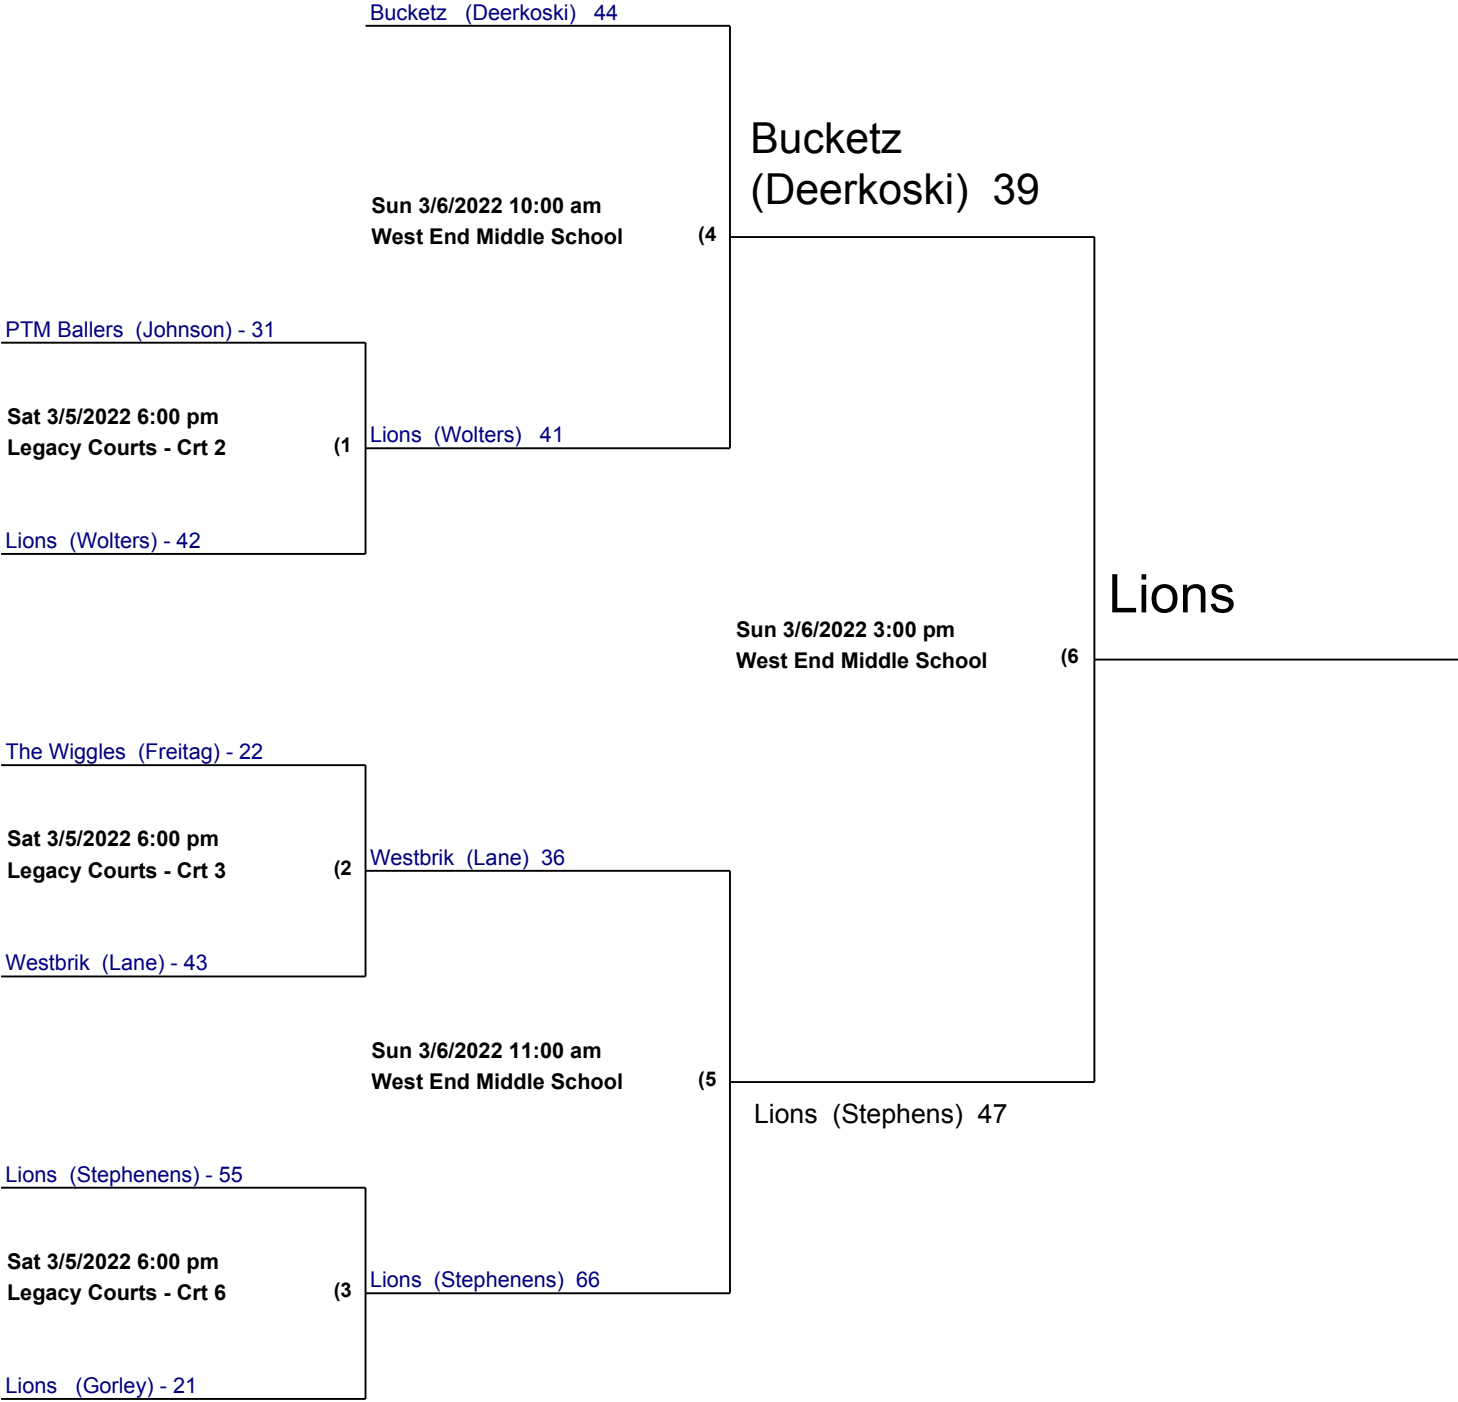 Bucketz (Deerkoski) 44
Bucketz
(Deerkoski) 39
Sun 3/6/2022 10:00 am
West End Middle School (4
PTM Ballers (Johnson) - 31
Sat 3/5/2022 6:00 pm
Legacy Courts - Crt 2 (1
Lions (Wolters) 41
Lions (Wolters) - 42
Lions
Sun 3/6/2022 3:00 pm
West End Middle School (6
The Wiggles (Freitag) - 22
Sat 3/5/2022 6:00 pm
Legacy Courts - Crt 3 (2
Westbrik (Lane) 36
Westbrik (Lane) - 43
Sun 3/6/2022 11:00 am
West End Middle School (5
Lions (Stephens) 47
Lions (Stephenens) - 55
Sat 3/5/2022 6:00 pm
Legacy Courts - Crt 6 (3
Lions (Stephenens) 66
Lions (Gorley) - 21